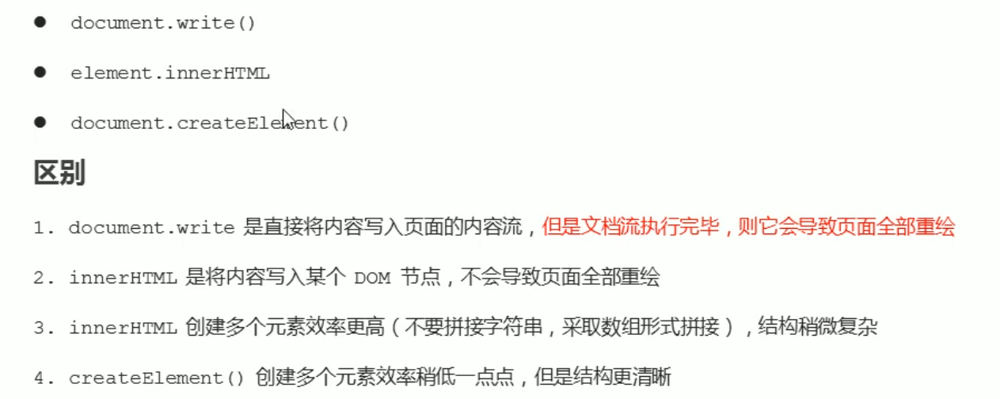 ● document.write()
● element.innerHTML
● document.createElement()
区别
1. document.write 是直接将内容写入页面的内容流，但是文档流执行完毕，则它会导致页面全部重绘
2. innerHTML 是将内容写入某个 DOM 节点，不会导致页面全部重绘
3. innerHTML 创建多个元素效率更高（不要拼接字符串，采取数组形式拼接），结构稍微复杂
4. createElement() 创建多个元素效率稍低一点点，但是结构更清晰